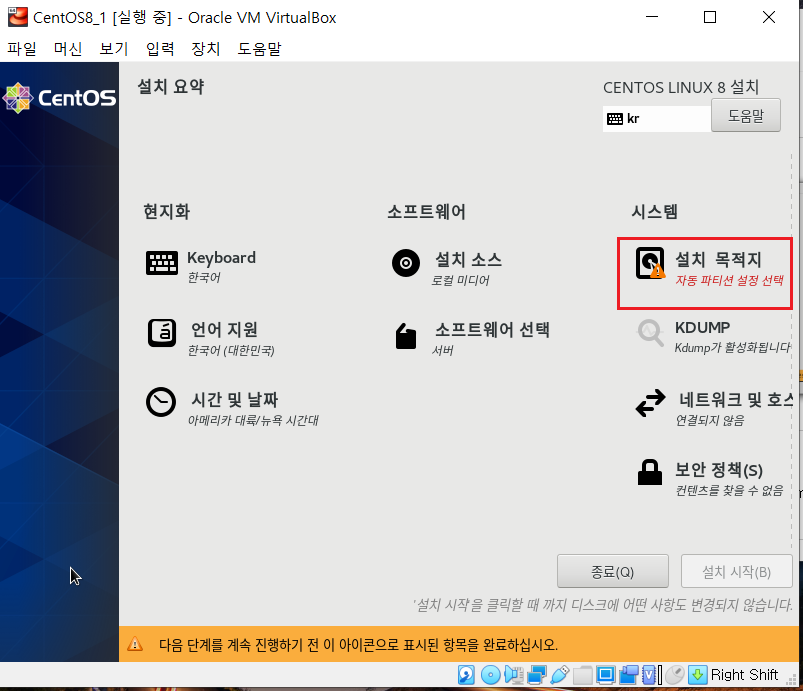 CentOS8_1 [실행 중] - Oracle VM VirtualBox
파일 머신 보기 입력 장치 도움말
CentOS
설치 요약
CENTOS LINUX 8 설치
kr
도움말
현지화
Keyboard
한국어
언어 지원
한국어 (대한민국)
시간 및 날짜
아메리카 대륙/뉴욕 시간대
소프트웨어
설치 소스
로컬 미디어
소프트웨어 선택
서버
시스템
설치 목적지
자동 파티션 설정 선택
KDUMP
Kdump가 활성화됩니다
네트워크 및 호스
연결되지 않음
보안 정책(S)
컨텐츠를 찾을 수 없음
종료(Q)
설치 시작(B)
'설치 시작'을 클릭할 때 까지 디스크에 어떤 사항도 변경되지 않습니다.
다음 단계를 계속 진행하기 전 이 아이콘으로 표시된 항목을 완료하십시오.
Right Shift